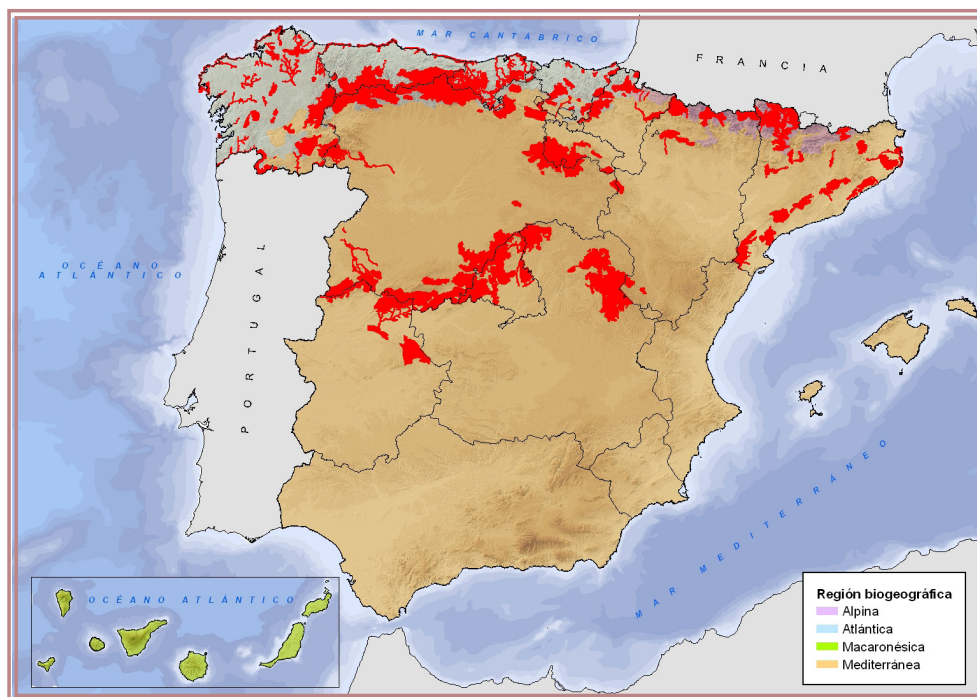 MAR CANTÁBRICO
FRANCIA
OCÉANO
ATLÁNTICO
PORTUGAL
MAR MEDITERRÁNEO
OCÉANO ATLÁNTICO
Región biogeográfica
Alpina
Atlántica
Macaronésica
Mediterránea